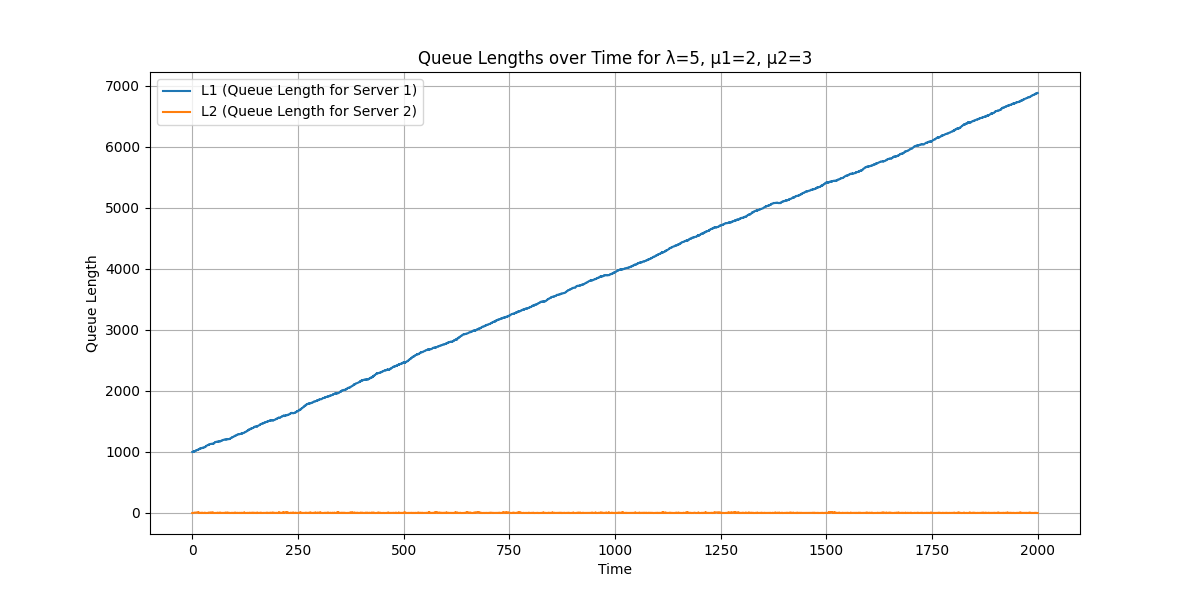 Queue Lengths over Time for λ=5, μ1=2, μ2=3
L1 (Queue Length for Server 1)
L2 (Queue Length for Server 2)
Queue Length
7000
6000
5000
4000
3000
2000
1000
0
0 250 500 750 1000 1250 1500 1750 2000
Time